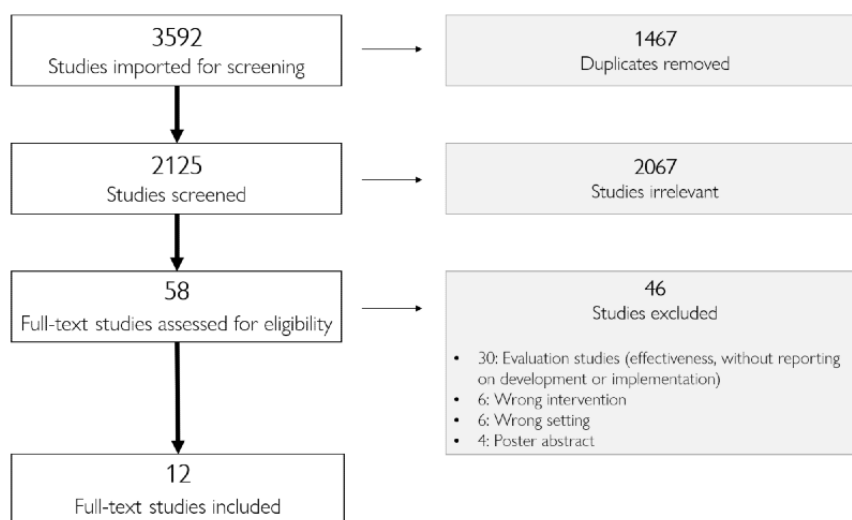 3592
Studies imported for screening
1467
Duplicates removed
2125
Studies screened
2067
Studies irrelevant
58
Full-text studies assessed for eligibility
46
Studies excluded
• 30: Evaluation studies (effectiveness, without reporting
on development or implementation)
• 6: Wrong intervention
• 6: Wrong setting
• 4: Poster abstract
12
Full-text studies included